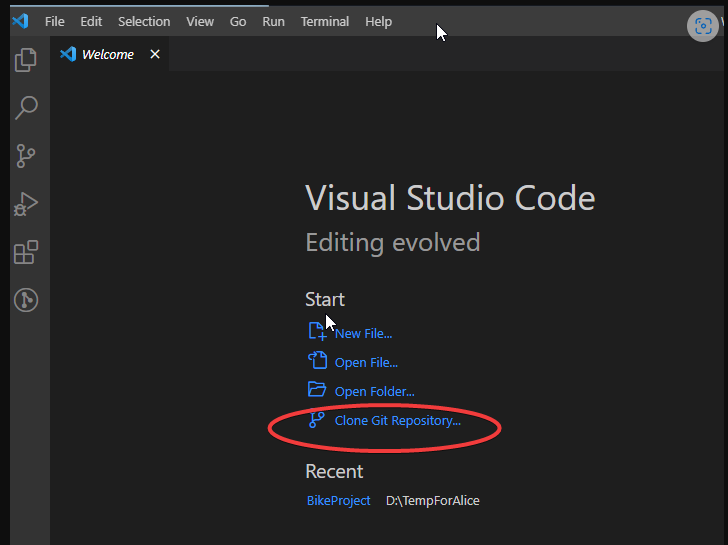 File Edit Selection View Go Run Terminal Help
Welcome
Visual Studio Code
Editing evolved
Start
New File...
Open File...
Open Folder...
Clone Git Repository...
Recent
BikeProject D:\TempForAlice